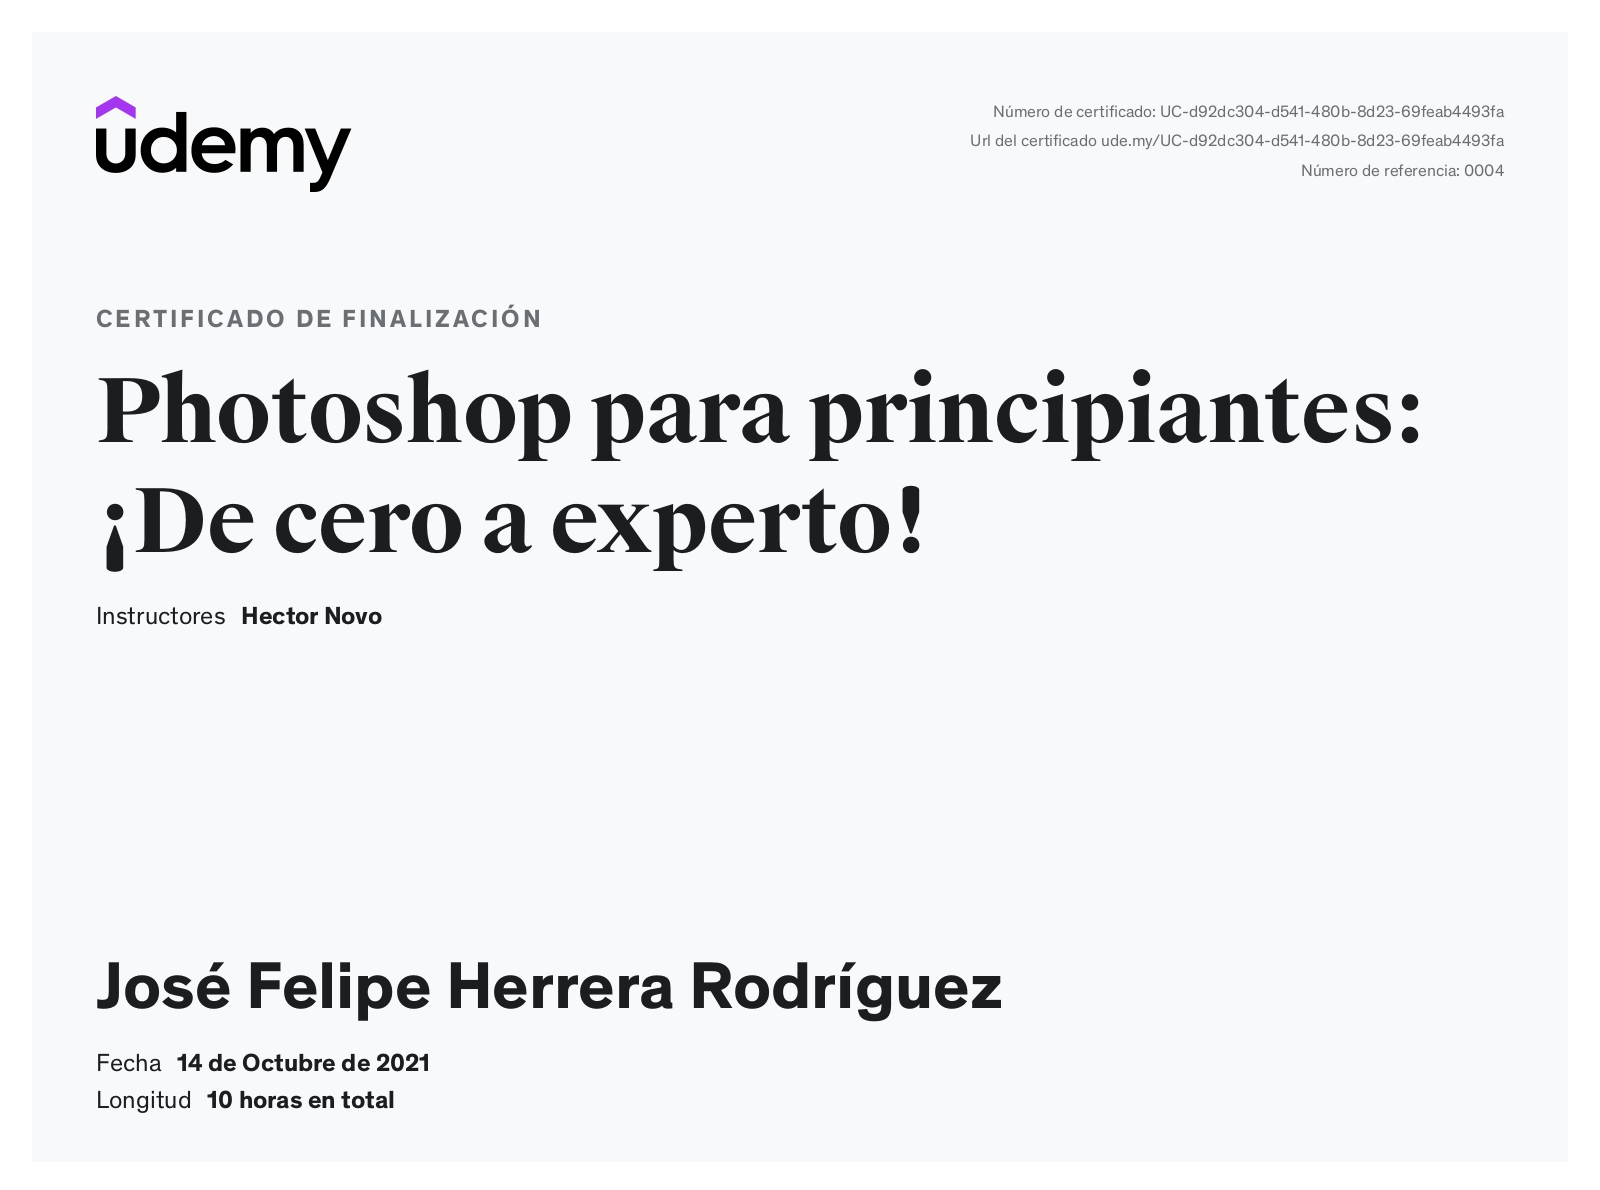 udemy
Número de certificado: UC-d92dc304-d541-480b-8d23-69feab4493fa
Url del certificado ude.my/UC-d92dc304-d541-480b-8d23-69feab4493fa
Número de referencia: 0004
CERTIFICADO DE FINALIZACIÓN
Photoshop para principiantes:
¡De cero a experto!
Instructores Hector Novo
José Felipe Herrera Rodríguez
Fecha 14 de Octubre de 2021
Longitud 10 horas en total